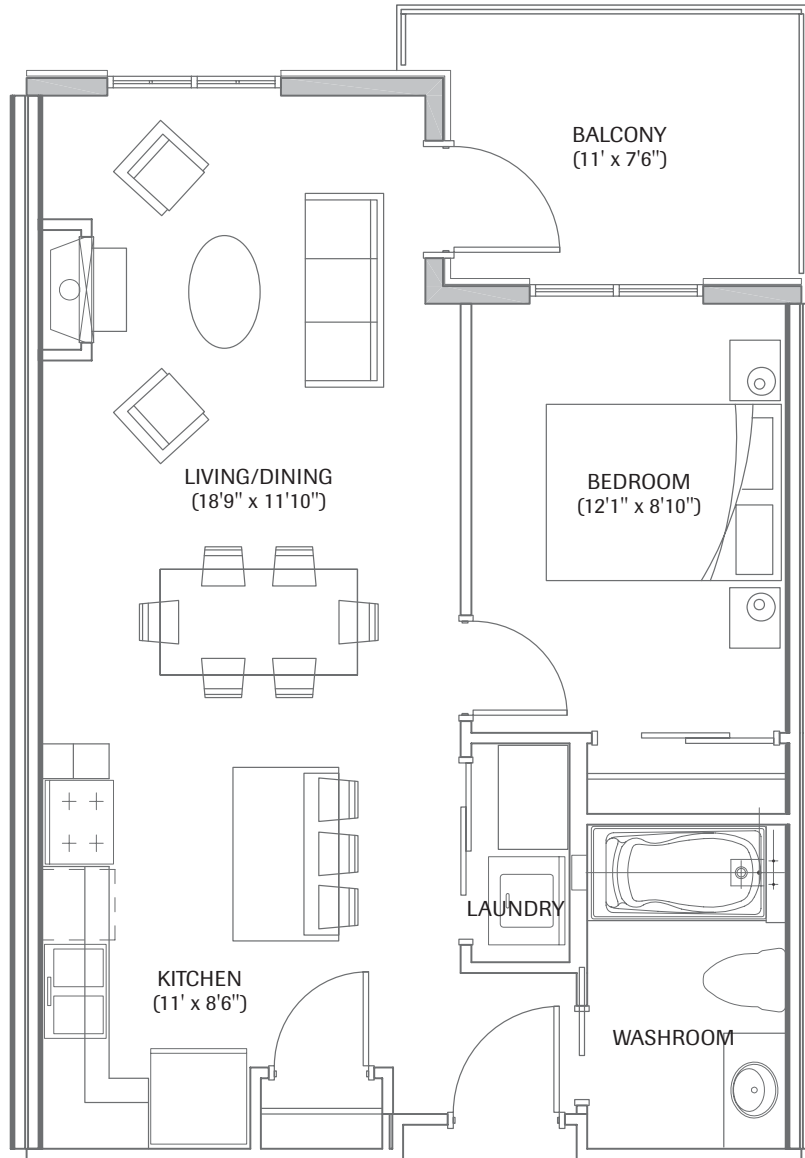 BALCONY
(11' x 7'6")
LIVING/DINING
(18'9" x 11'10")
BEDROOM
(12'1" x 8'10")
LAUNDRY
KITCHEN
(11' x 8'6")
WASHROOM